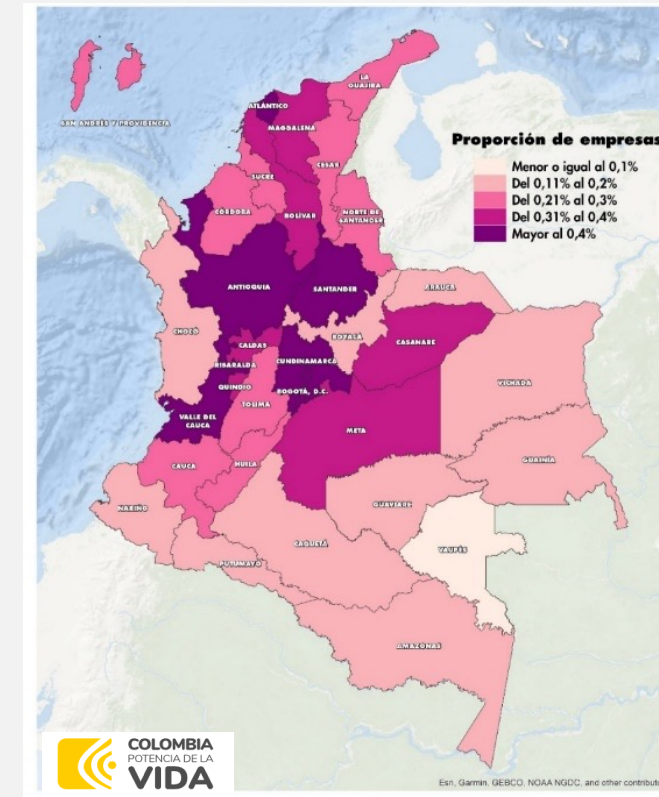 LA
GUAJIRA
ATLÁNTICO
SAN ANDRÉS Y PROVIDENCIA
MAGDALENA
Proporción de empresas
Menor o igual al 0,1%
Del 0,11% al 0,2%
Del 0,21% al 0,3%
Del 0,31% al 0,4%
Mayor al 0,4%
CESAR
SUCRE
CÓRDOBA
BOLÍVAR
NORTE DE
SANTANDER
ANTIOQUIA
SANTANDER
ARAUCA
CHOCÓ
BOYACÁ
CASANARE
CALDAS
RISARALDA
CUNDINAMARCA
VICHADA
QUINDIO
BOGOTÁ, D.C.
TOLIMA
VALLE DEL
CAUCA
META
GUAINÍA
CAUCA
HUILA
NARIÑO
GUAVIARE
CAQUETÁ
VAUPÉS
PUTUMAYO
AMAZONAS
COLOMBIA
POTENCIA DE LA
VIDA
Esri, Garmin, GEBCO, NOAA NGDC, and other contributo